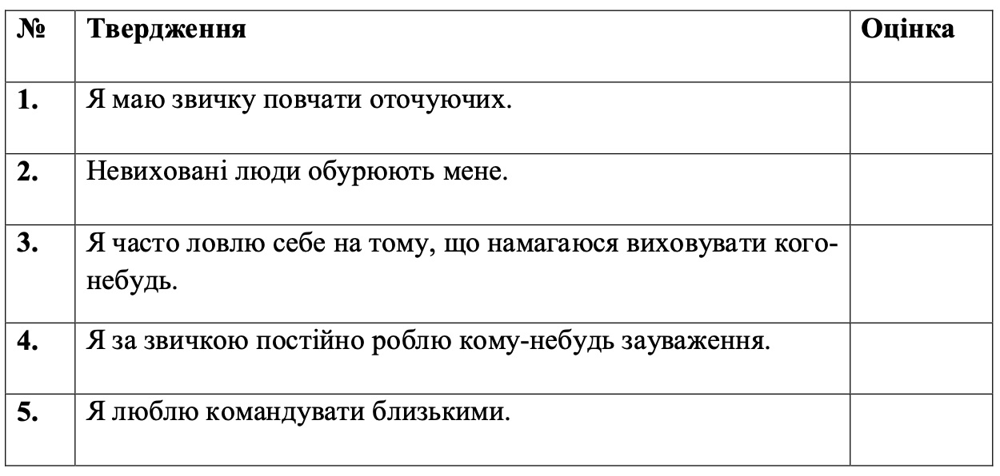 № Твердження Оцінка
1. Я маю звичку повчати оточуючих.
2. Невиховані люди обурюють мене.
3. Я часто ловлю себе на тому, що намагаюся виховувати кого-
небудь.
4. Я за звичкою постійно роблю кому-небудь зауваження.
5. Я люблю командувати близькими.